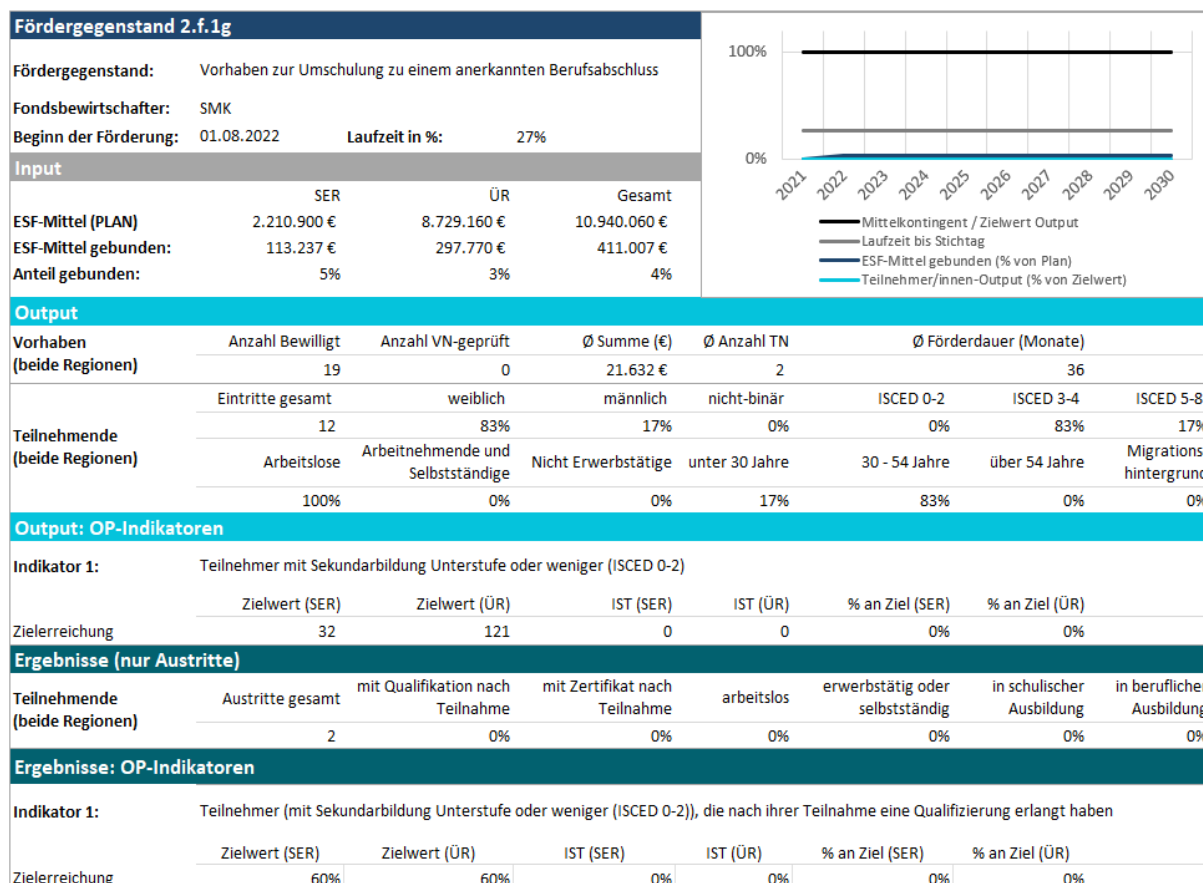 Fördergegenstand 2.f.1g
Fördergegenstand: Vorhaben zur Umschulung zu einem anerkannten Berufsabschluss
Fondsbewirtschafter: SMK
Beginn der Förderung: 01.08.2022 Laufzeit in %: 27%
100%
0%
2021 2022 2023 2024 2025 2026 2027 2028 2029 2030
Mittelkontingent / Zielwert Output
Laufzeit bis Stichtag
ESF-Mittel gebunden (% von Plan)
Teilnehmer/innen-Output (% von Zielwert)
Input
SER ÜR Gesamt
ESF-Mittel (PLAN) 2.210.900 € 8.729.160 € 10.940.060 €
ESF-Mittel gebunden: 113.237 € 297.770 € 411.007 €
Anteil gebunden: 5% 3% 4%
Output
Vorhaben
(beide Regionen)
Anzahl Bewilligt Anzahl VN-geprüft Ø Summe (€) Ø Anzahl TN Ø Förderdauer (Monate)
19 0 21.632 € 2 36
Teilnehmende
(beide Regionen)
Eintritte gesamt weiblich männlich nicht-binär ISCED 0-2 ISCED 3-4 ISCED 5-8
12 83% 17% 0% 0% 83% 17%
Arbeitslose Arbeitnehmende und Selbstständige Nicht Erwerbstätige unter 30 Jahre 30 - 54 Jahre über 54 Jahre Migrations hintergrund
100% 0% 0% 17% 83% 0% 0%
Output: OP-Indikatoren
Indikator 1: Teilnehmer mit Sekundarbildung Unterstufe oder weniger (ISCED 0-2)
Zielwert (SER) Zielwert (ÜR) IST (SER) IST (ÜR) % an Ziel (SER) % an Ziel (ÜR)
Zielerreichung 32 121 0 0 0% 0%
Ergebnisse (nur Austritte)
Teilnehmende
(beide Regionen)
Austritte gesamt mit Qualifikation nach Teilnahme mit Zertifikat nach Teilnahme arbeitslos erwerbstätig oder selbstständig in schulischer Ausbildung in beruflicher Ausbildung
2 0% 0% 0% 0% 0% 0%
Ergebnisse: OP-Indikatoren
Indikator 1: Teilnehmer (mit Sekundarbildung Unterstufe oder weniger (ISCED 0-2)), die nach ihrer Teilnahme eine Qualifizierung erlangt haben
Zielwert (SER) Zielwert (ÜR) IST (SER) IST (ÜR) % an Ziel (SER) % an Ziel (ÜR)
Zielerreichung 60% 60% 0% 0% 0% 0%